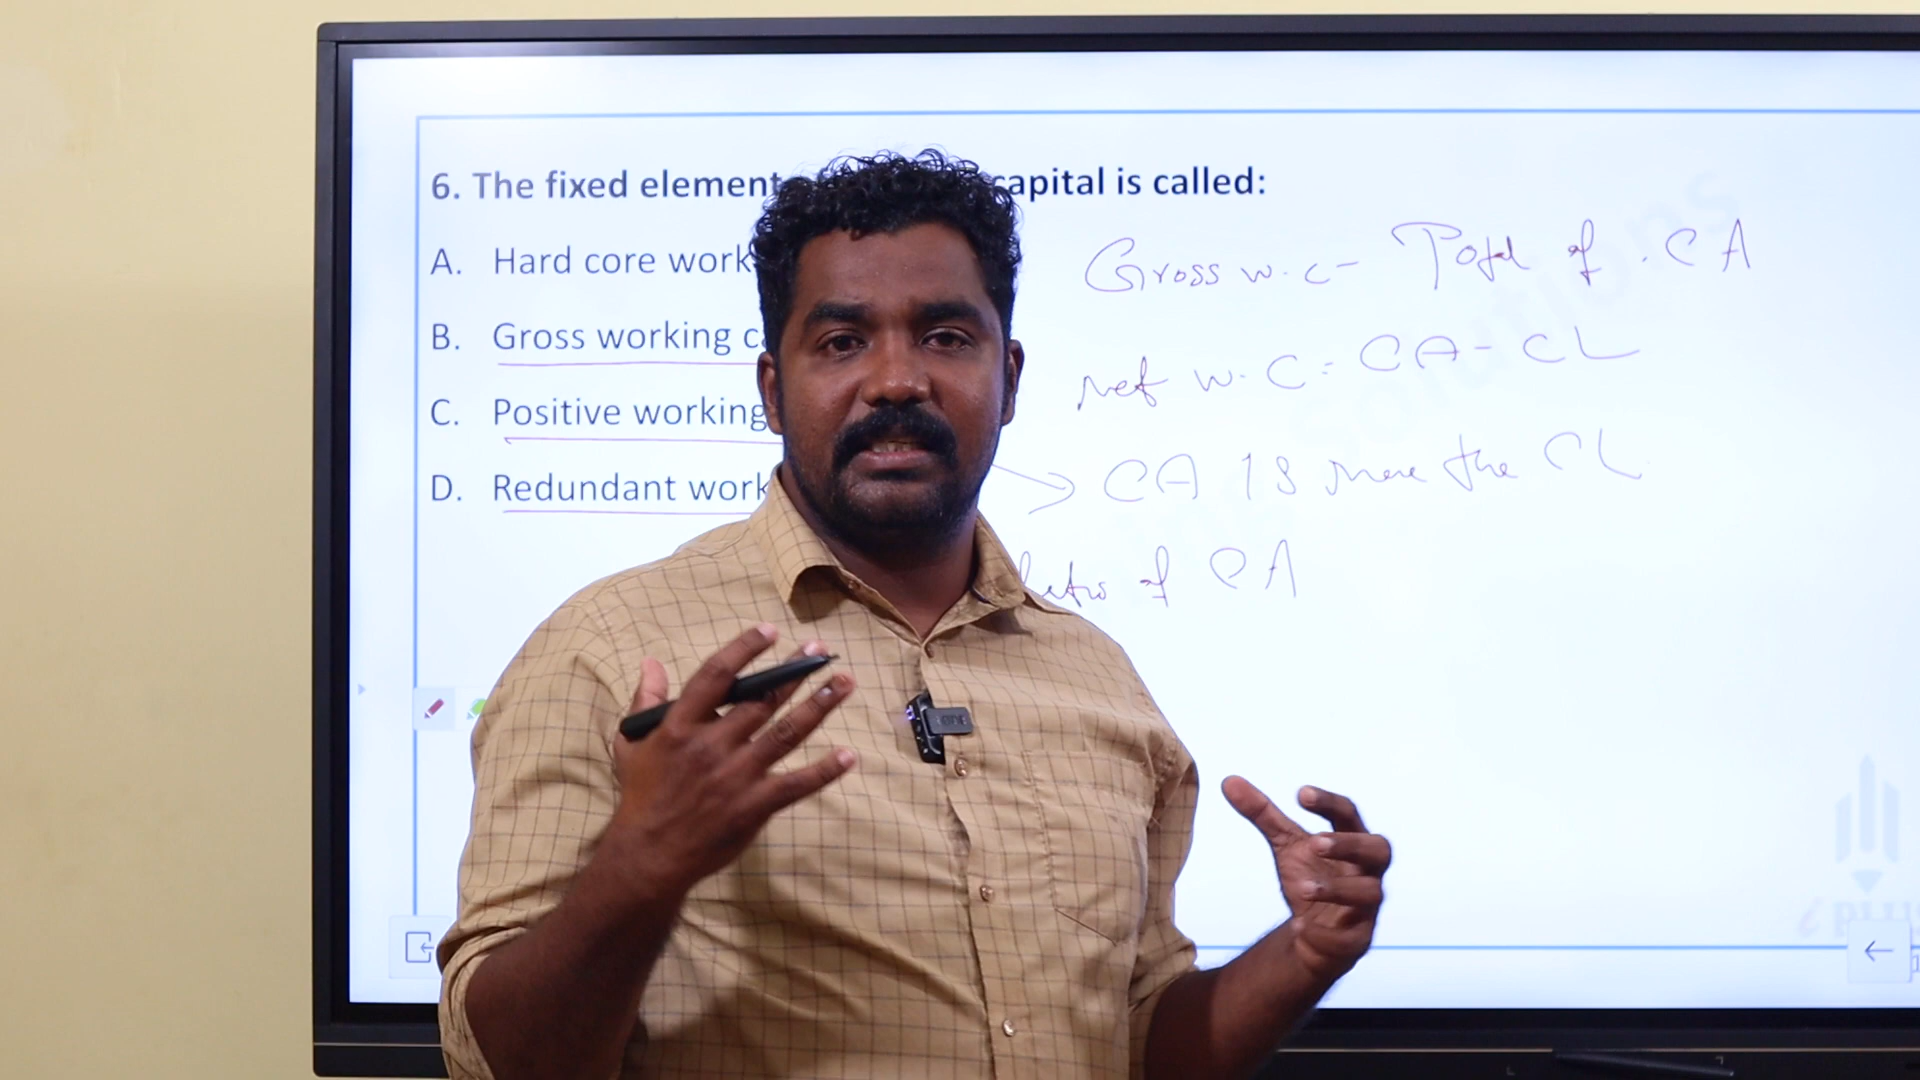 6. The fixed element capital is called:
A. Hard core work
Gross w.c - Total of CA
B. Gross working ca
net w.c = CA - CL
C. Positive working
CA is more the CL
D. Redundant work
of CA